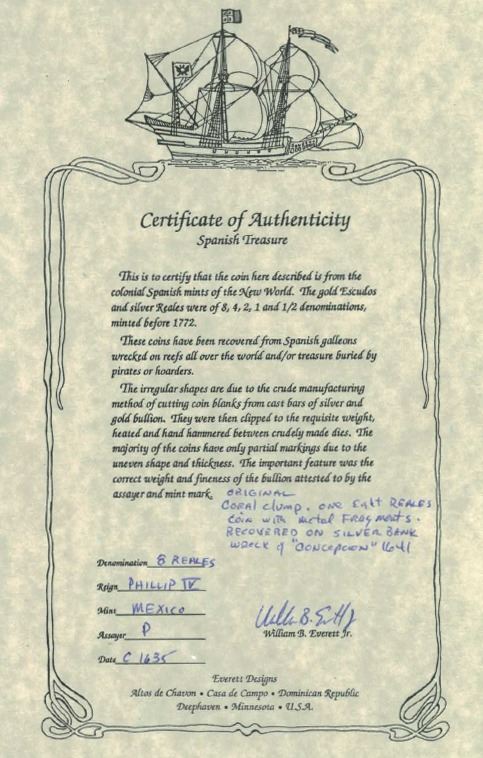 Certificate of Authenticity
Spanish Treasure
This is to certify that the coin here described is from the
colonial Spanish mints of the New World. The gold Escudos
and silver Reales were of 8, 4, 2, 1 and 1/2 denominations,
minted before 1772.
These coins have been recovered from Spanish galleons
wrecked on reefs all over the world and/or treasure buried by
pirates or hoarders.
The irregular shapes are due to the crude manufacturing
method of cutting coin blanks from cast bars of silver and
gold bullion. They were then clipped to the requisite weight,
heated and hand hammered between crudely made dies. The
majority of the coins have only partial markings due to the
uneven shape and thickness. The important feature was the
correct weight and fineness of the bullion attested to by the
assayer and mint mark.
ORIGINAL
CORAL clump. one Eight REALES
COIN with metal FRAgments.
RECOVERED ON SILVER BANK
WRECK of "CONCEPCION" 1641
Denomination 8 REALES
Reign PHILLIP IV
Mint MEXICO
Assayer P
Date C 1635
William B. Everett Jr.
Everett Designs
Altos de Chavon • Casa de Campo • Dominican Republic
Deephaven • Minnesota • U.S.A.